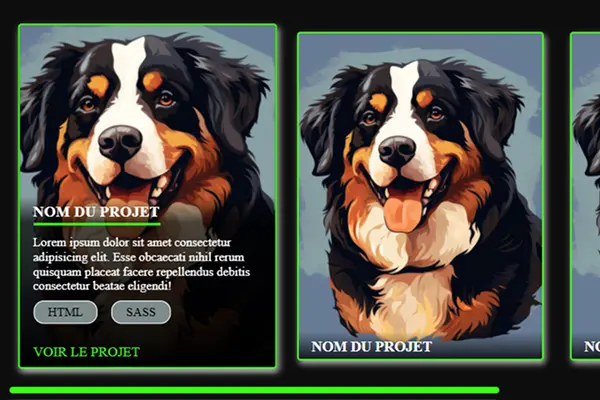 NOM DU PROJET
Lorem ipsum dolor sit amet consectetur
adipisicing elit. Esse obcaecati nihil rerum
quisquam placeat facere repellendus debitis
consectetur beatae eligendi!
HTML SASS
VOIR LE PROJET
NOM DU PROJET